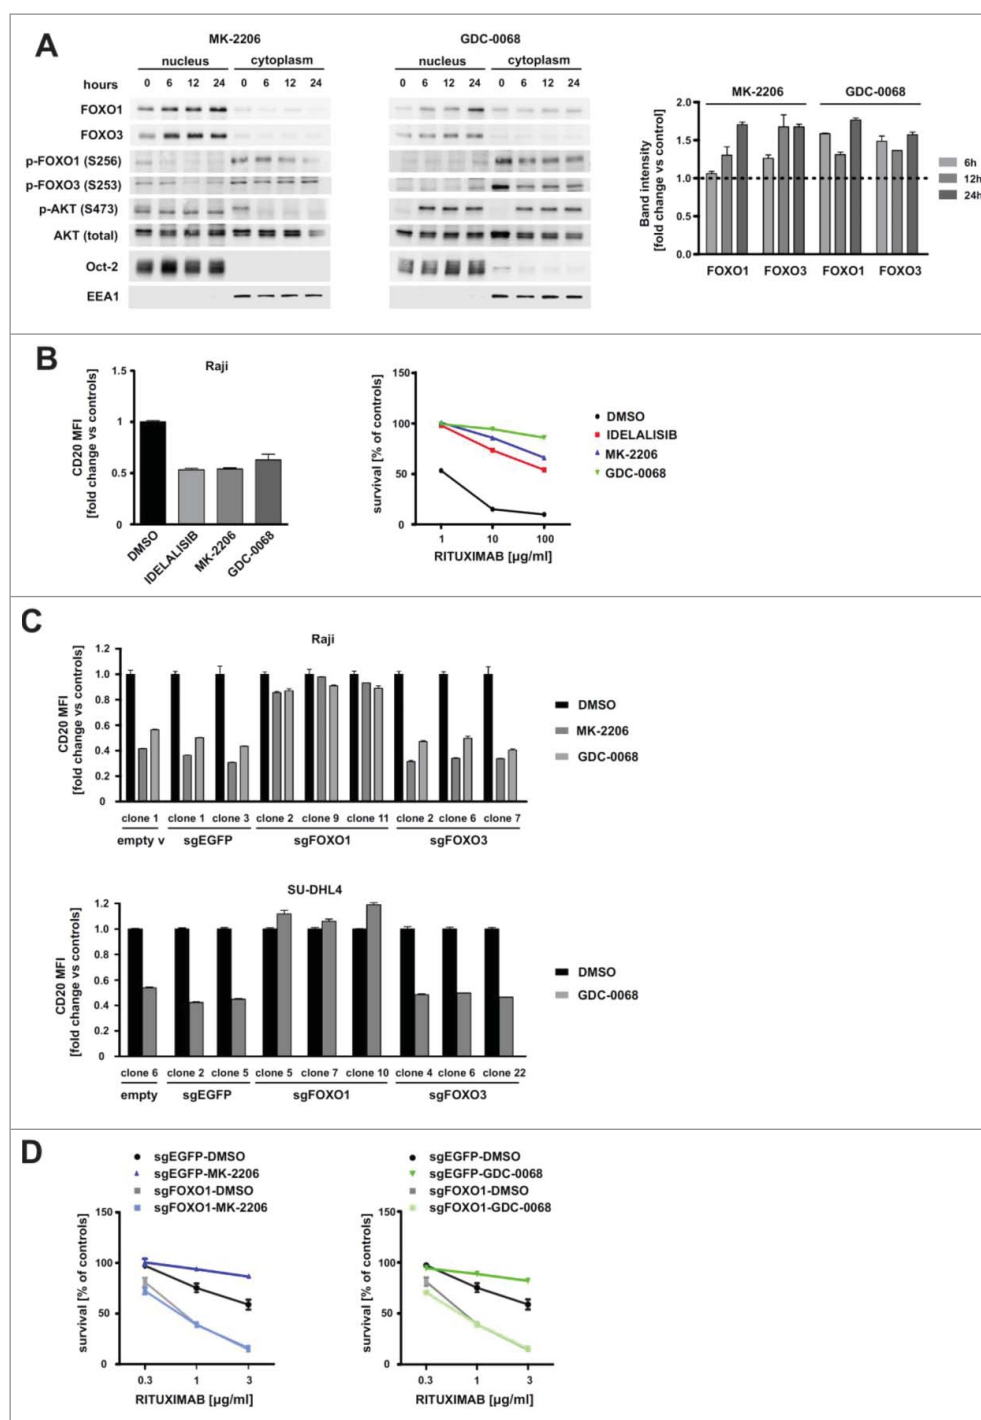 A
MK-2206
nucleus cytoplasm
hours 0 6 12 24 0 6 12 24
FOXO1
FOXO3
p-FOXO1 (S256)
p-FOXO3 (S253)
p-AKT (S473)
AKT (total)
Oct-2
EEA1
GDC-0068
nucleus cytoplasm
0 6 12 24 0 6 12 24
MK-2206 GDC-0068
Band intensity
[fold change vs control]
2.0
1.5
1.0
0.5
0.0
FOXO1 FOXO3 FOXO1 FOXO3
6h
12h
24h
B
Raji
CD20 MFI
[fold change vs controls]
1.5
1
0.5
0
DMSO
IDELALISIB
MK-2206
GDC-0068
survival [% of controls]
150
100
50
0
1 10 100
RITUXIMAB [µg/ml]
DMSO
IDELALISIB
MK-2206
GDC-0068
C
Raji
CD20 MFI
[fold change vs controls]
1.2
1.0
0.8
0.6
0.4
0.2
0
clone 1 clone 1 clone 3 clone 2 clone 9 clone 11 clone 2 clone 6 clone 7
empty v sgEGFP sgFOXO1 sgFOXO3
DMSO
MK-2206
GDC-0068
SU-DHL4
CD20 MFI
[fold change vs controls]
1.2
1.0
0.8
0.6
0.4
0.2
0
clone 6 clone 2 clone 5 clone 5 clone 7 clone 10 clone 4 clone 6 clone 22
empty sgEGFP sgFOXO1 sgFOXO3
DMSO
GDC-0068
D
sgEGFP-DMSO
sgEGFP-MK-2206
sgFOXO1-DMSO
sgFOXO1-MK-2206
survival [% of controls]
150
100
50
0
0.3 1 3
RITUXIMAB [µg/ml]
sgEGFP-DMSO
sgEGFP-GDC-0068
sgFOXO1-DMSO
sgFOXO1-GDC-0068
survival [% of controls]
150
100
50
0
0.3 1 3
RITUXIMAB [µg/ml]